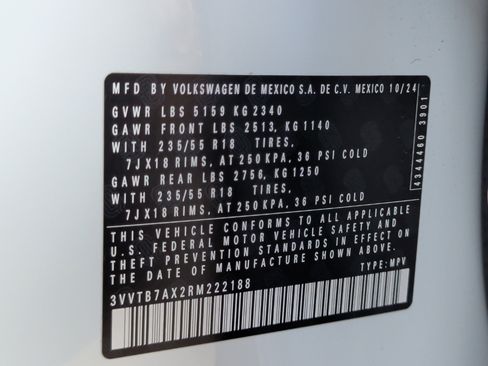 MFD BY VOLKSWAGEN DE MEXICO S.A. DE C.V. MEXICO 10/24
GVWR LBS 5159 KG 2340
GAWR FRONT LBS 2513, KG 1140
WITH 235/55 R18 TIRES,
7JX18 RIMS, AT 250 KPA, 36 PSI COLD
GAWR REAR LBS 2756, KG1250
WITH 235/55 R18 TIRES,
7JX18 RIMS, AT 250 KPA, 36 PSI COLD
THIS VEHICLE CONFORMS TO ALL APPLICABLE
U.S. FEDERAL MOTOR VEHICLE SAFETY AND
THEFT PREVENTION STANDARDS IN EFFECT ON
THE DATE OF MANUFACTURE SHOWN ABOVE.
3VVTB7AX2RM222188
TYPE: MPV
4344460 3901